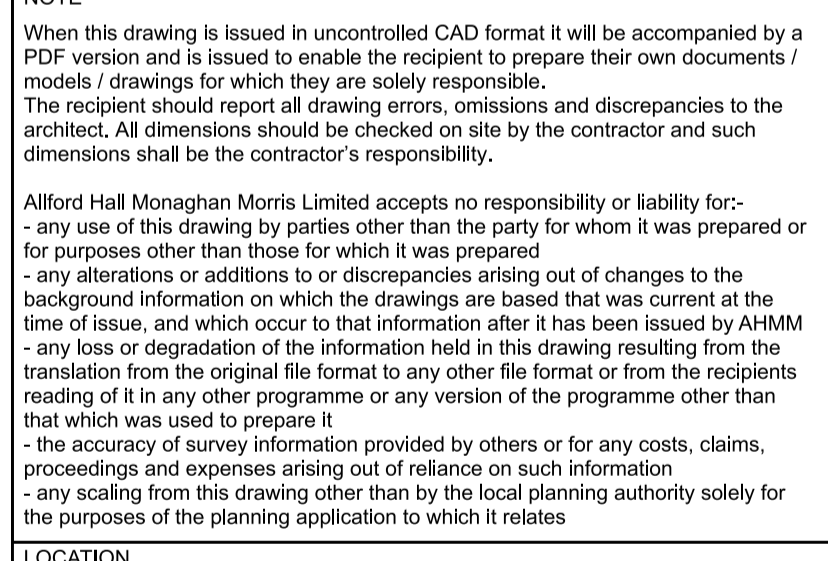 NOTE
When this drawing is issued in uncontrolled CAD format it will be accompanied by a
PDF version and is issued to enable the recipient to prepare their own documents /
models / drawings for which they are solely responsible.
The recipient should report all drawing errors, omissions and discrepancies to the
architect. All dimensions should be checked on site by the contractor and such
dimensions shall be the contractor's responsibility.
Allford Hall Monaghan Morris Limited accepts no responsibility or liability for:-
- any use of this drawing by parties other than the party for whom it was prepared or
for purposes other than those for which it was prepared
- any alterations or additions to or discrepancies arising out of changes to the
background information on which the drawings are based that was current at the
time of issue, and which occur to that information after it has been issued by AHMM
- any loss or degradation of the information held in this drawing resulting from the
translation from the original file format to any other file format or from the recipients
reading of it in any other programme or any version of the programme other than
that which was used to prepare it
- the accuracy of survey information provided by others or for any costs, claims,
proceedings and expenses arising out of reliance on such information
- any scaling from this drawing other than by the local planning authority solely for
the purposes of the planning application to which it relates
LOCATION